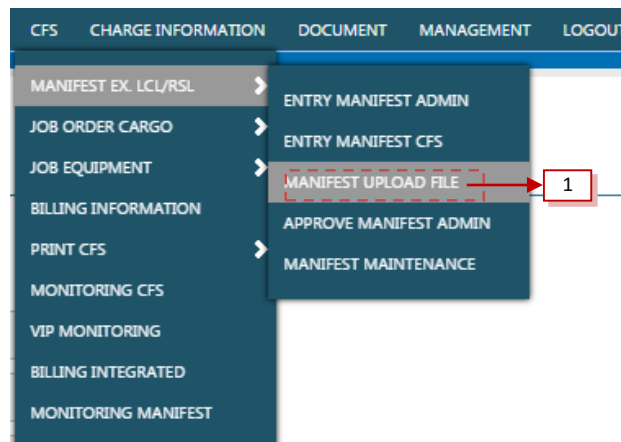 CFS CHARGE INFORMATION DOCUMENT MANAGEMENT LOGOUT
MANIFEST EX. LCL/RSL
JOB ORDER CARGO
JOB EQUIPMENT
BILLING INFORMATION
PRINT CFS
MONITORING CFS
VIP MONITORING
BILLING INTEGRATED
MONITORING MANIFEST
ENTRY MANIFEST ADMIN
ENTRY MANIFEST CFS
MANIFEST UPLOAD FILE
1
APPROVE MANIFEST ADMIN
MANIFEST MAINTENANCE